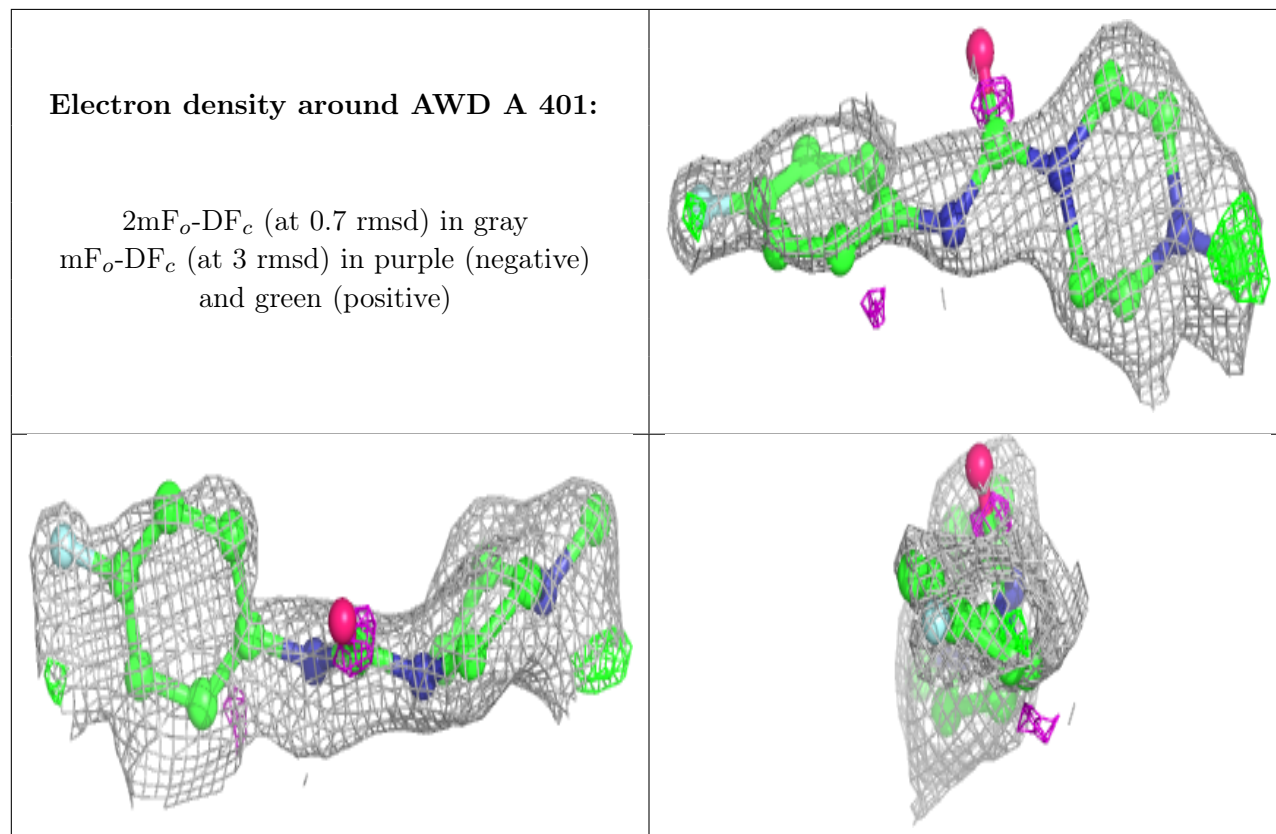 Electron density around AWD A 401:
2mFo-DFc (at 0.7 rmsd) in gray
mFo-DFc (at 3 rmsd) in purple (negative)
and green (positive)